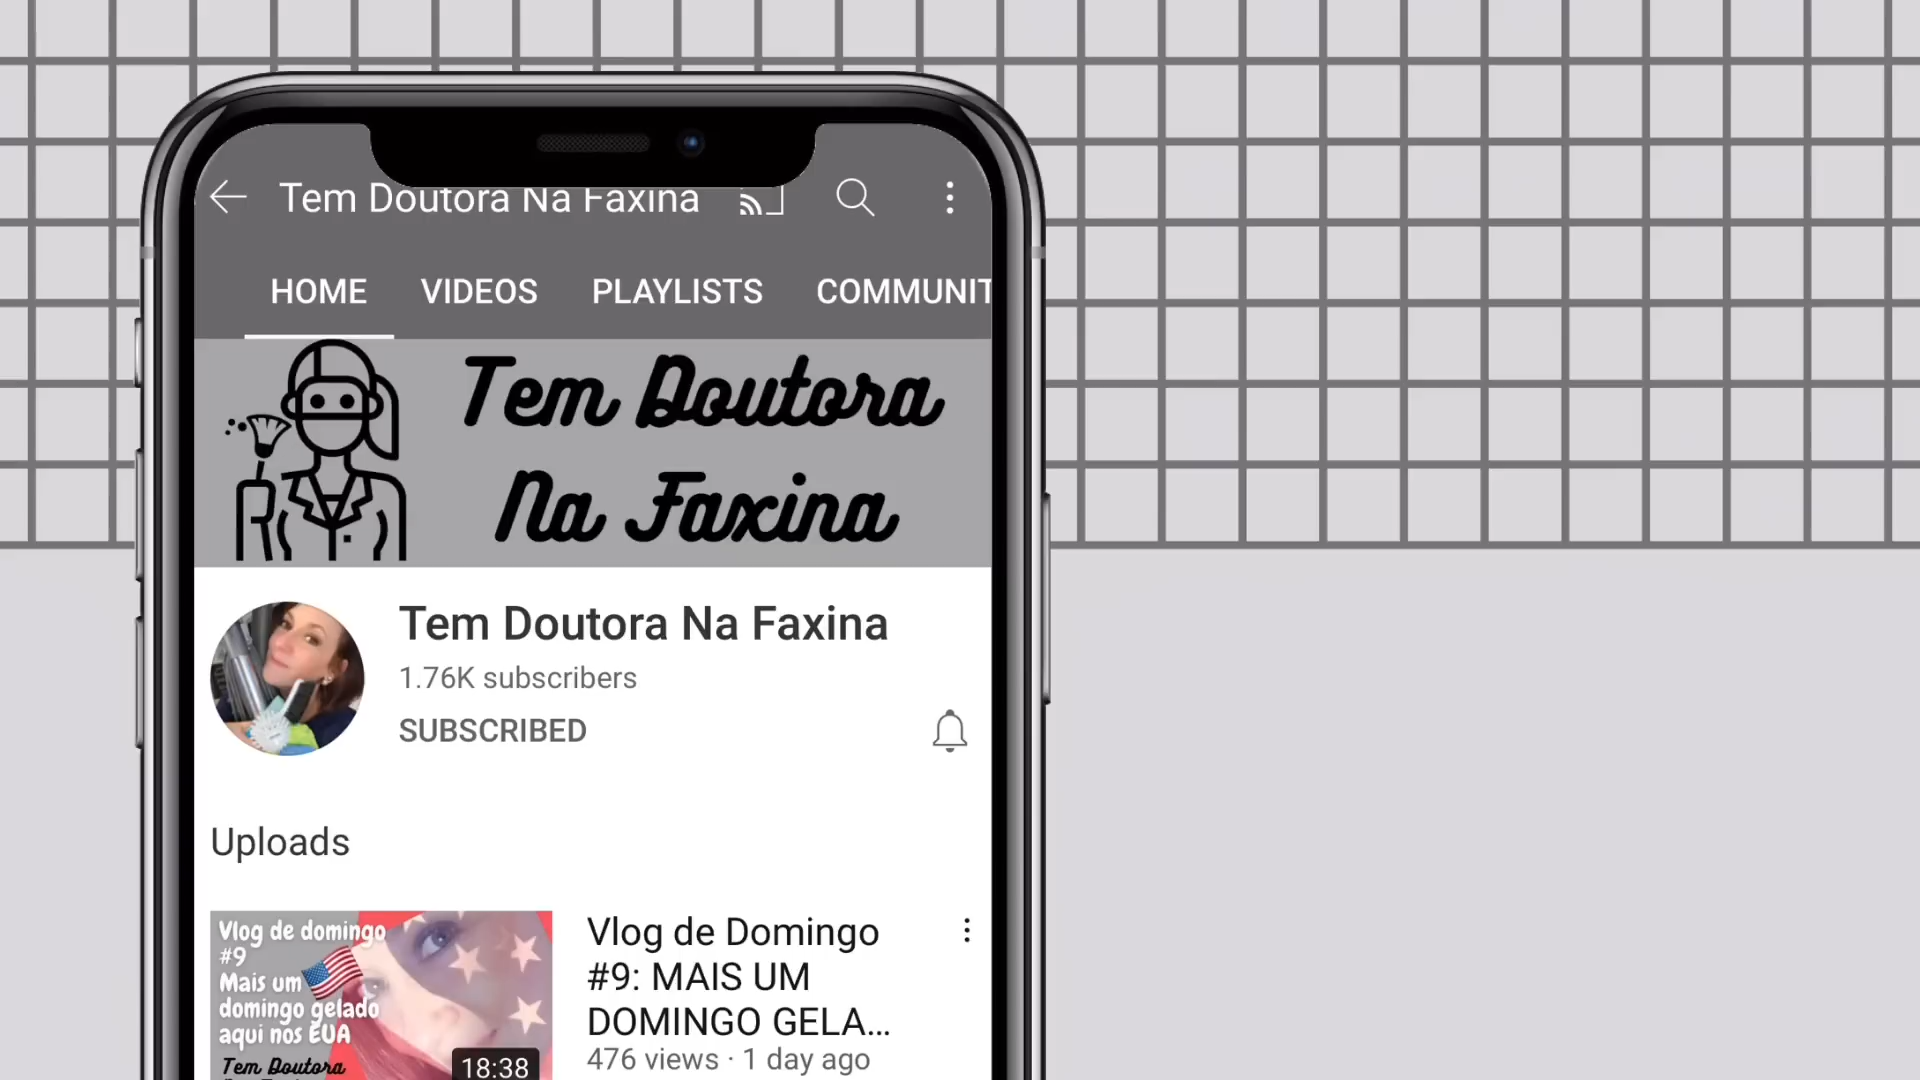 Tem Doutora Na Faxina
HOME VIDEOS PLAYLISTS COMMUNIT
Tem Doutora
Na Faxina
Tem Doutora Na Faxina
1.76K subscribers
SUBSCRIBED
Uploads
Vlog de domingo
#9
Mais um
domingo gelado
aqui nos EUA
Tem Doutora
18:38
Vlog de Domingo
#9: MAIS UM
DOMINGO GELA...
476 views · 1 day ago